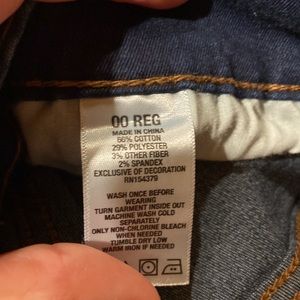 00 REG
MADE IN CHINA
66% COTTON
29% POLYESTER
3% OTHER FIBER
2% SPANDEX
EXCLUSIVE OF DECORATION
RN154379
WASH ONCE BEFORE
WEARING
TURN GARMENT INSIDE OUT
MACHINE WASH COLD
SEPARATELY
ONLY NON-CHLORINE BLEACH
WHEN NEEDED
TUMBLE DRY LOW
WARM IRON IF NEEDED